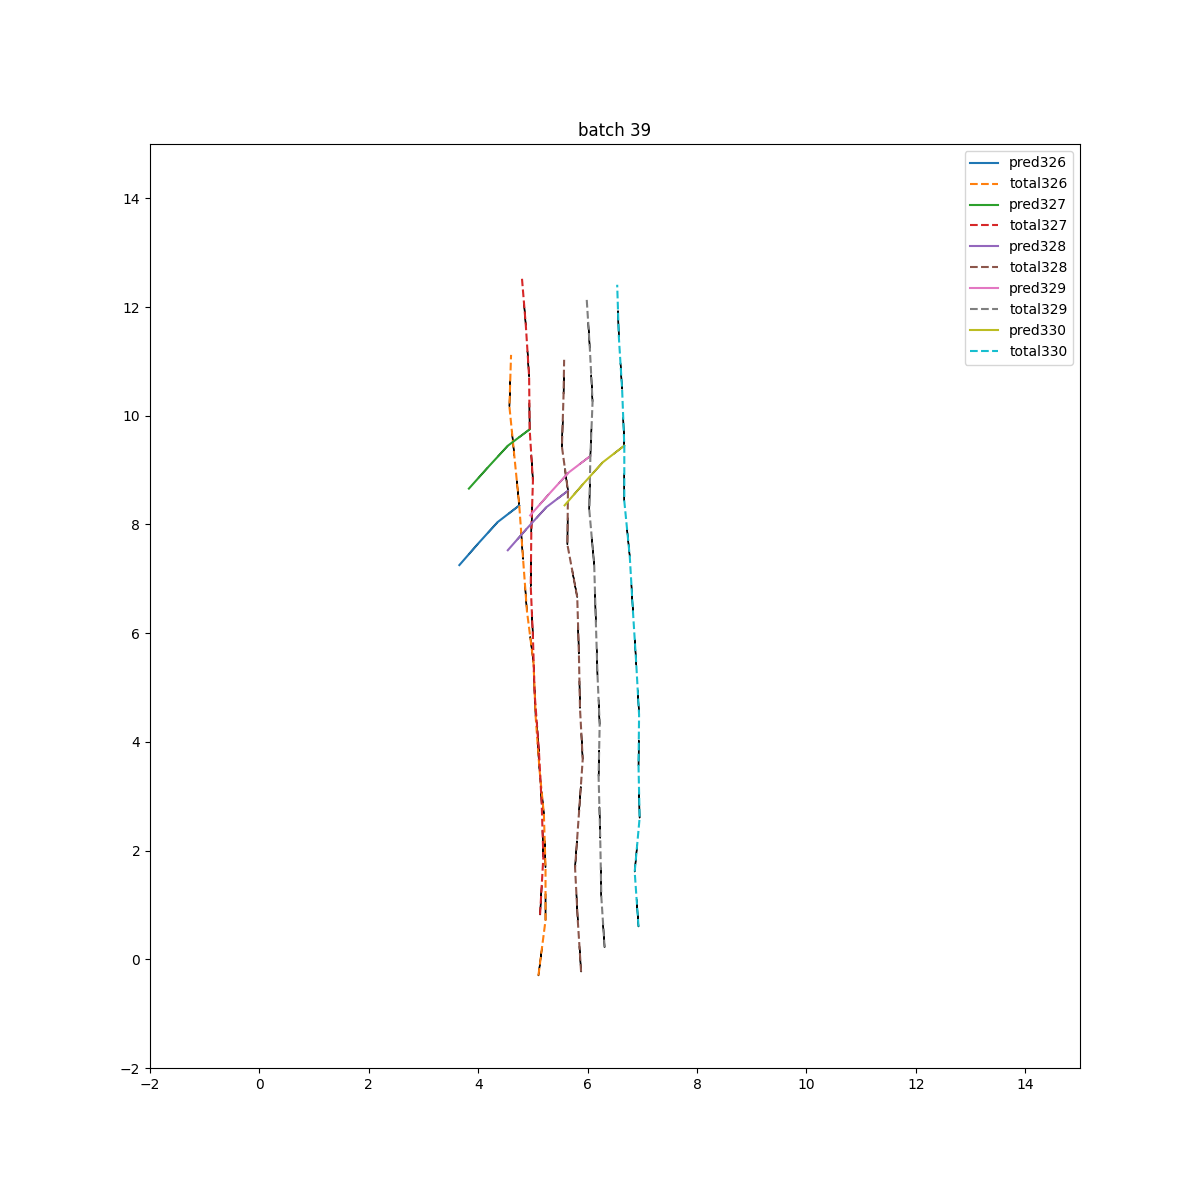 batch 39
pred326
total326
pred327
total327
pred328
total328
pred329
total329
pred330
total330
14
12
10
8
6
4
2
0
−2
−2 0 2 4 6 8 10 12 14